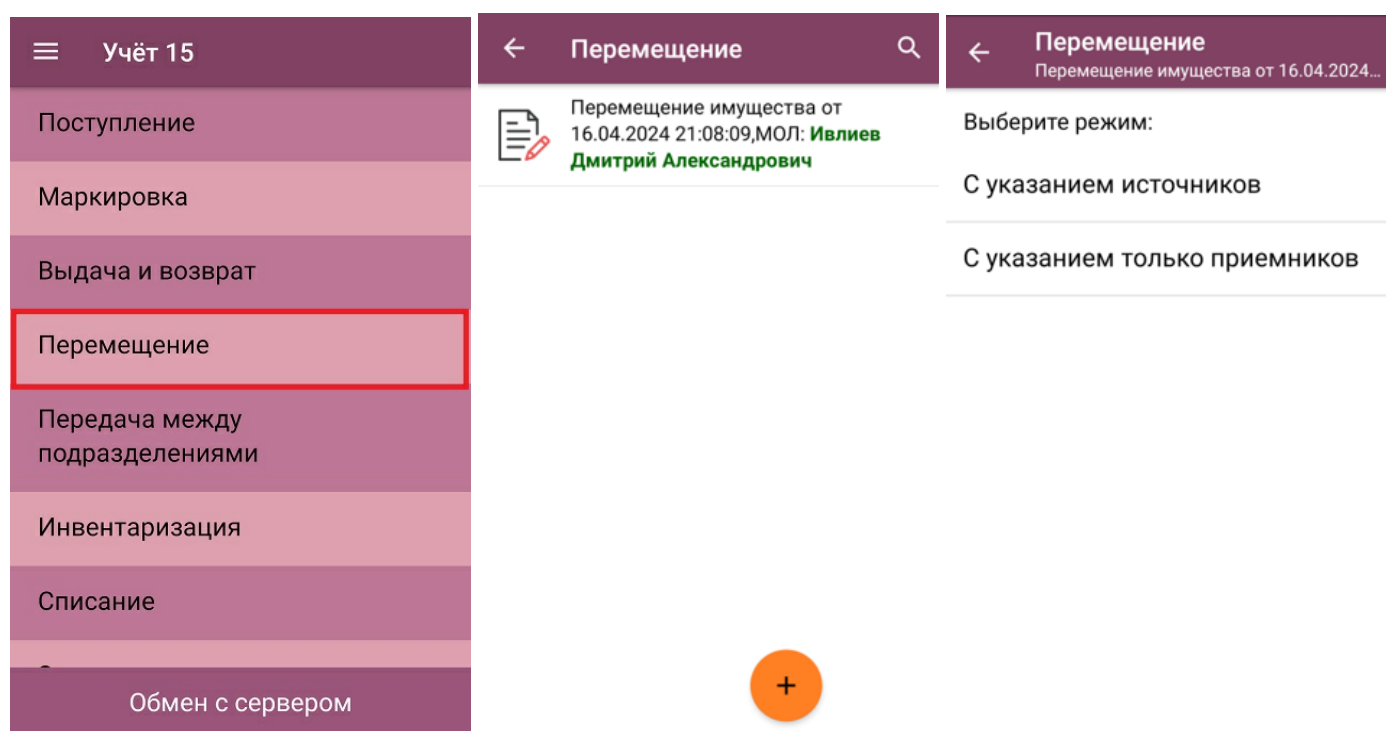 Учёт 15
Поступление
Маркировка
Выдача и возврат
Перемещение
Передача между
подразделениями
Инвентаризация
Списание
Обмен с сервером
Перемещение
Перемещение имущества от
16.04.2024 21:08:09,МОЛ: Ивлиев
Дмитрий Александрович
+
Перемещение
Перемещение имущества от 16.04.2024...
Выберите режим:
С указанием источников
С указанием только приемников